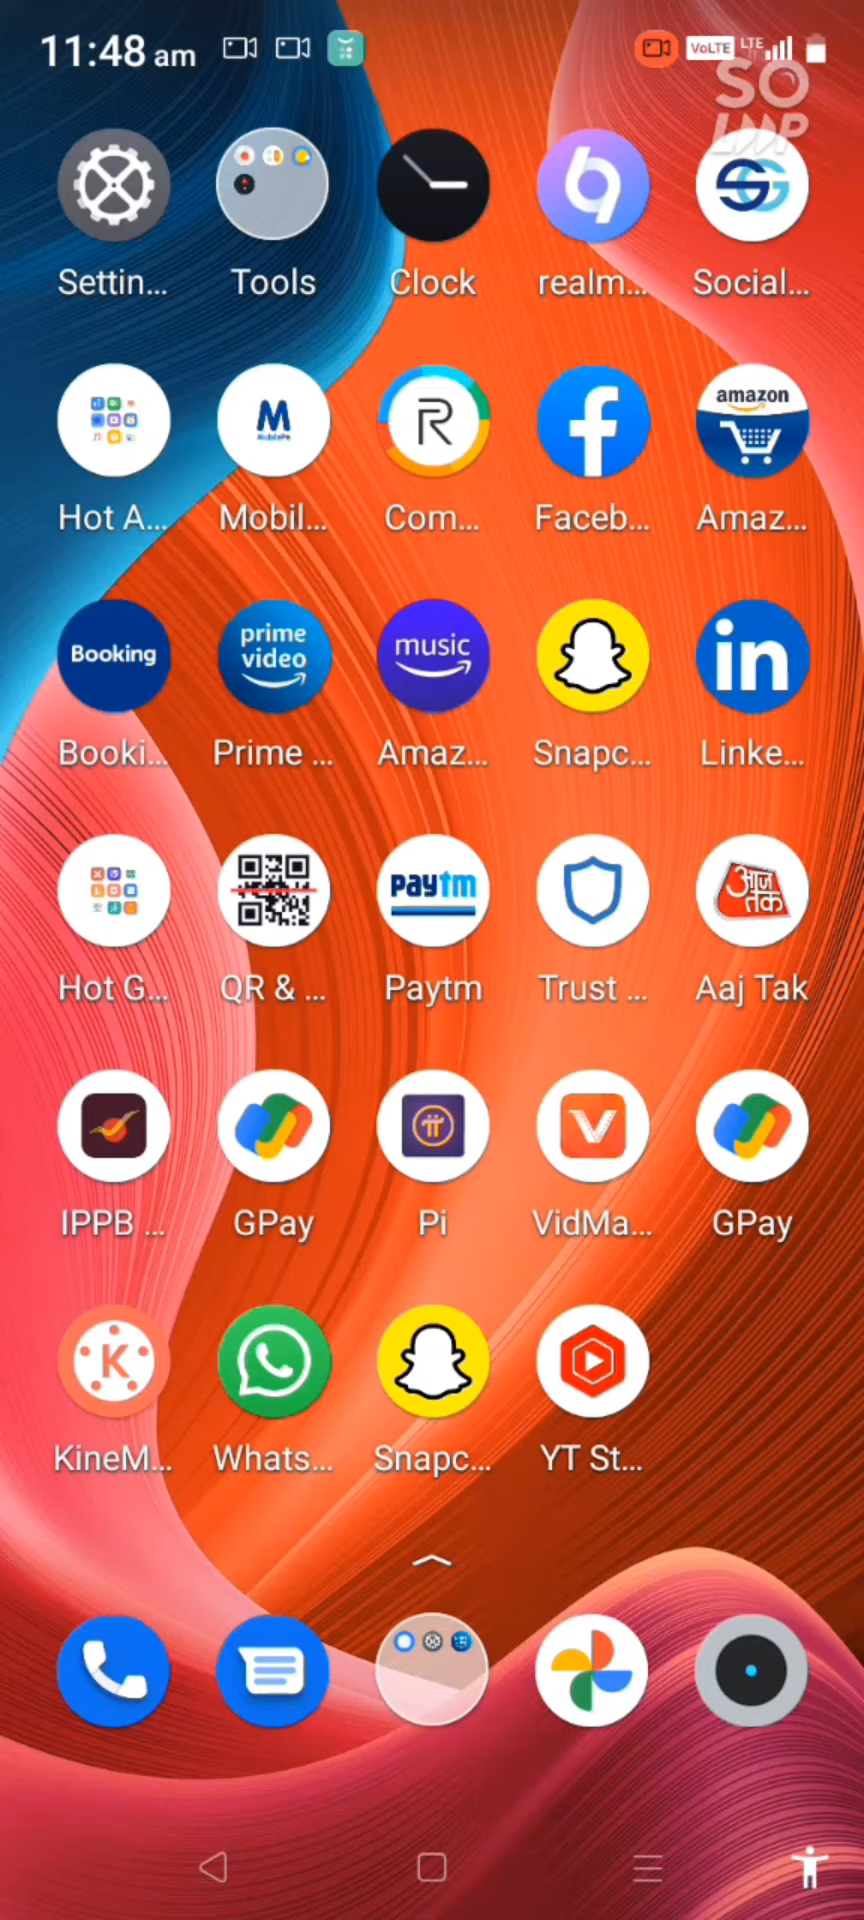 11:48 am
VoLTE LTE
SO
Settin...
Tools
Clock
realm...
Social...
M
MobilePe
R
f
amazon
Hot A...
Mobil...
Com...
Faceb...
Amaz...
Booking
prime
video
music
in
Booki...
Prime ...
Amaz...
Snapc...
Linke...
paytm
आज
तक
Hot G...
QR & ...
Paytm
Trust ...
Aaj Tak
IPPB ...
GPay
Pi
VidMa...
GPay
K
KineM...
Whats...
Snapc...
YT St...